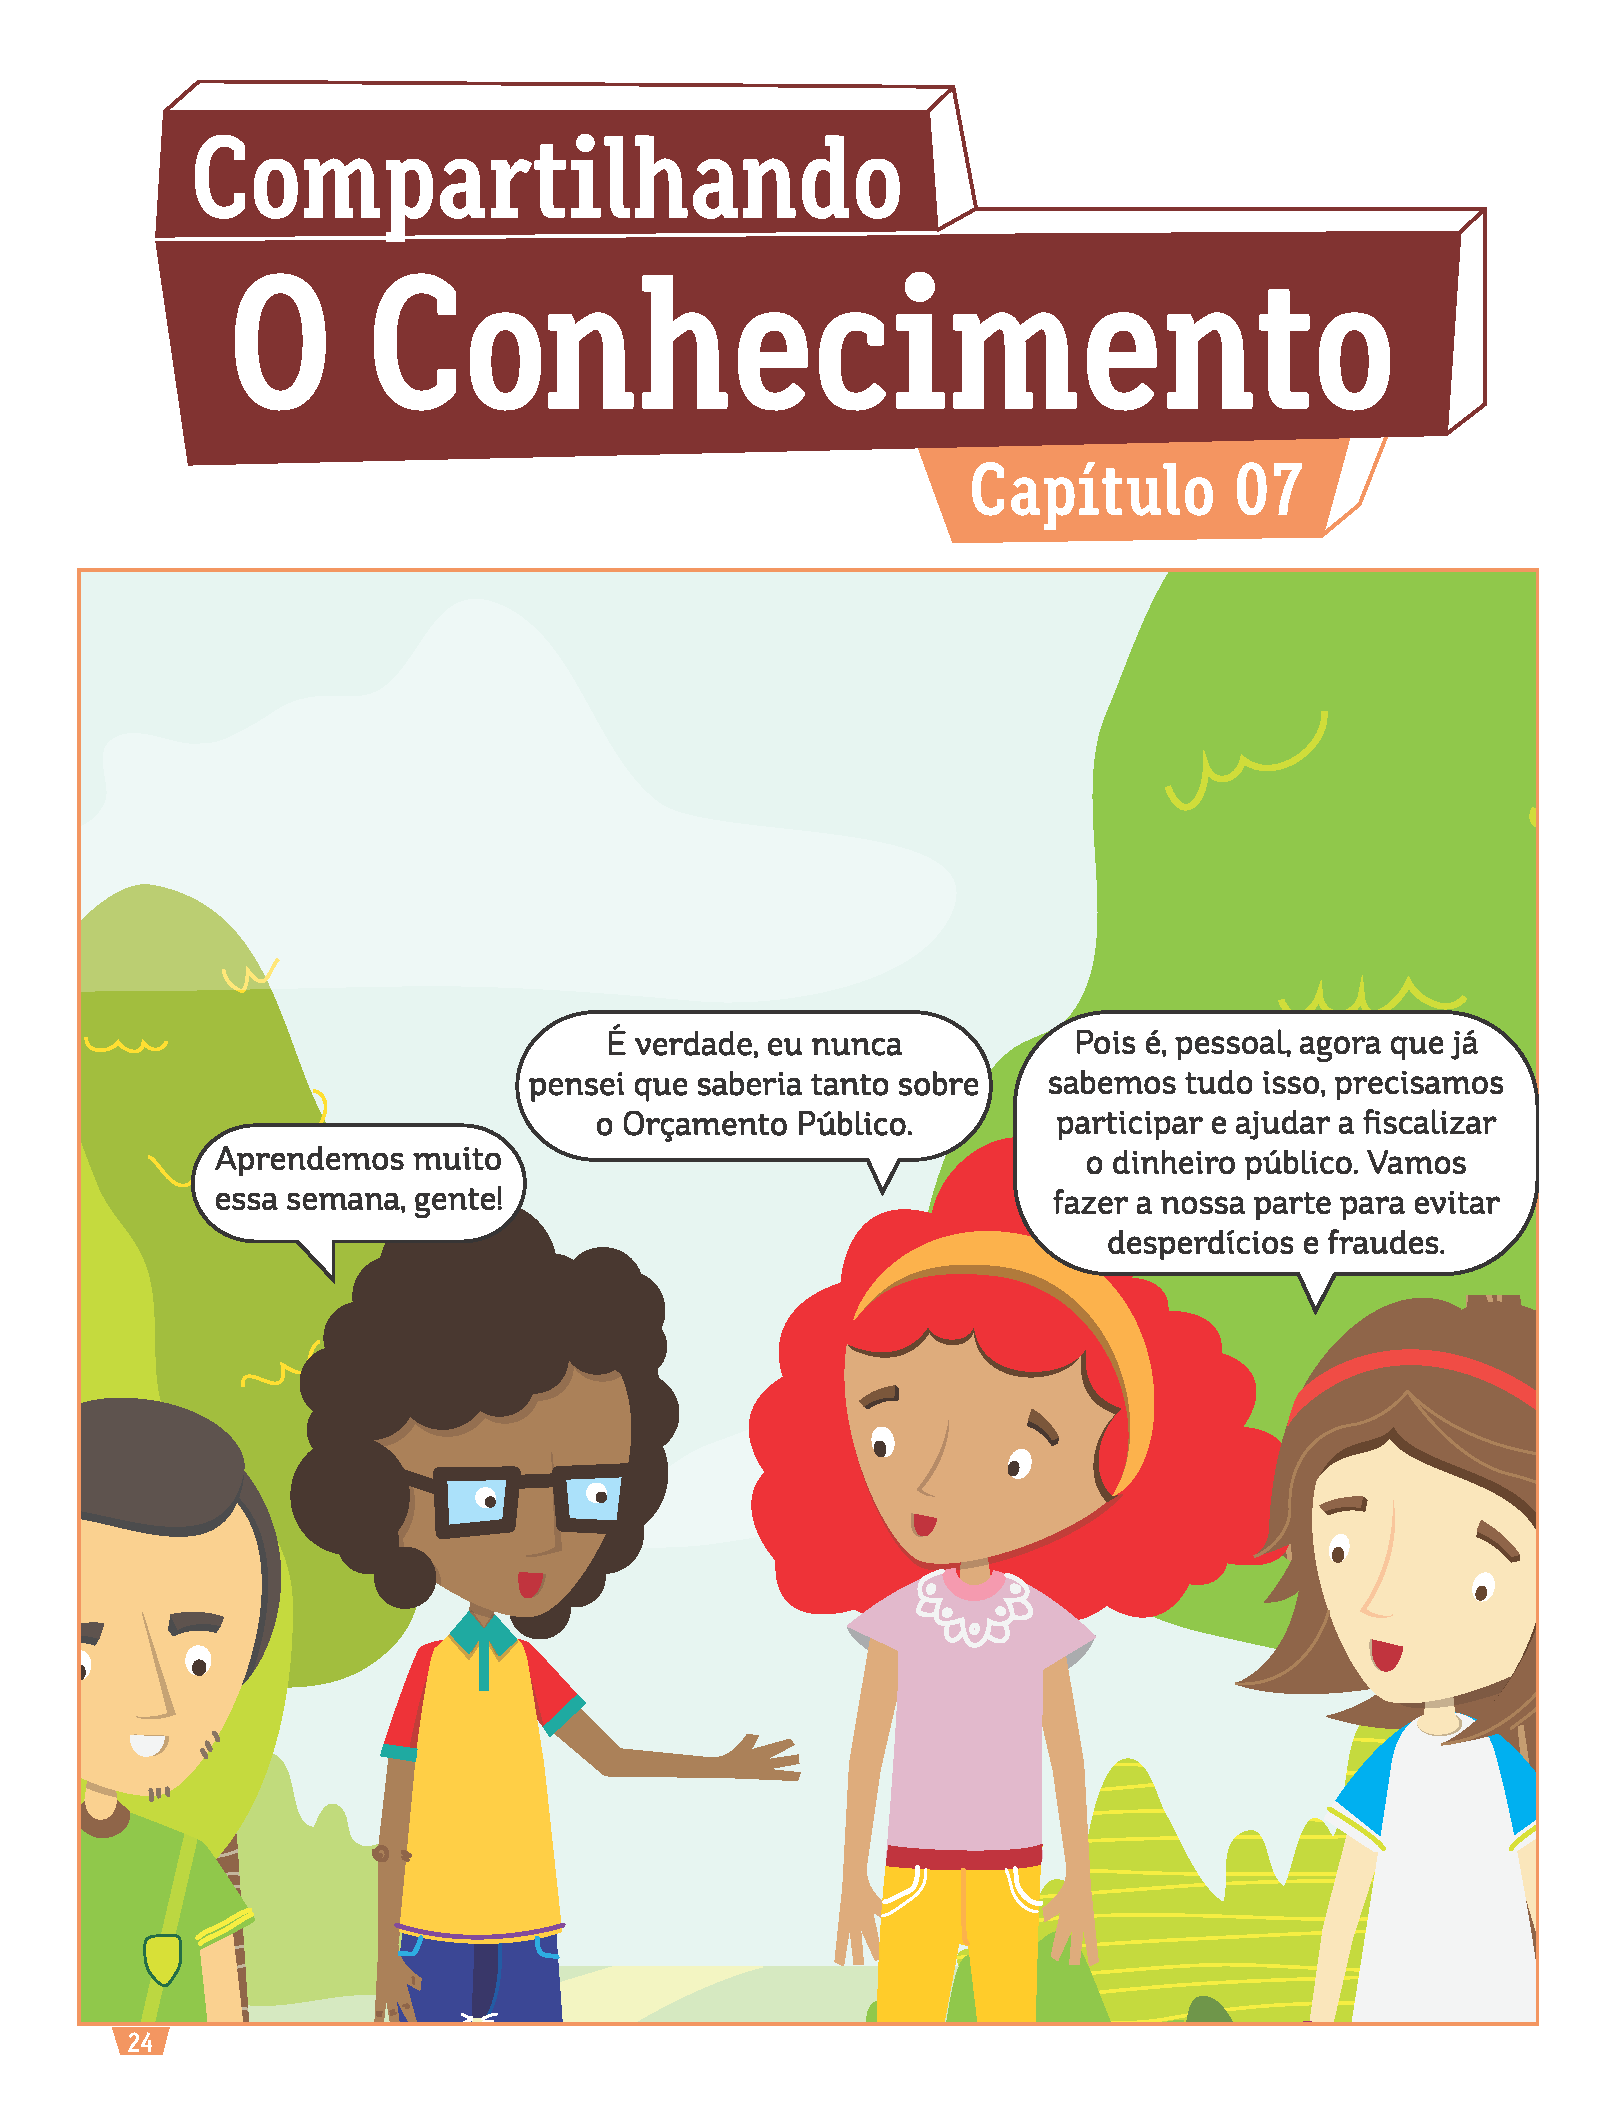 Compartilhando
O Conhecimento
Capítulo 07
Aprendemos muito
essa semana, gente!
É verdade, eu nunca
pensei que saberia tanto sobre
o Orçamento Público.
Pois é, pessoal, agora que já
sabemos tudo isso, precisamos
participar e ajudar a fiscalizar
o dinheiro público. Vamos
fazer a nossa parte para evitar
desperdícios e fraudes.
24